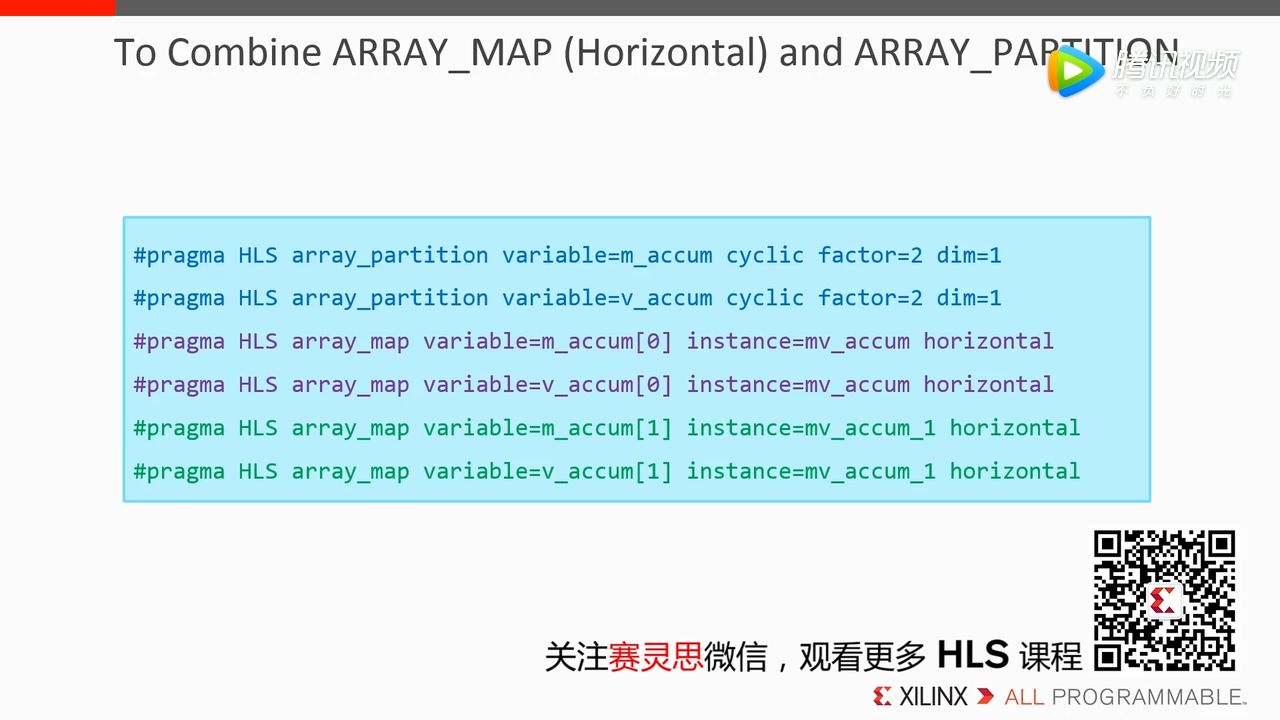 To Combine ARRAY_MAP (Horizontal) and ARRAY_PARTITION
腾讯视频
不负好时光
#pragma HLS array_partition variable=m_accum cyclic factor=2 dim=1
#pragma HLS array_partition variable=v_accum cyclic factor=2 dim=1
#pragma HLS array_map variable=m_accum[0] instance=mv_accum horizontal
#pragma HLS array_map variable=v_accum[0] instance=mv_accum horizontal
#pragma HLS array_map variable=m_accum[1] instance=mv_accum_1 horizontal
#pragma HLS array_map variable=v_accum[1] instance=mv_accum_1 horizontal
关注赛灵思微信，观看更多 HLS 课程
XILINX ALL PROGRAMMABLE™